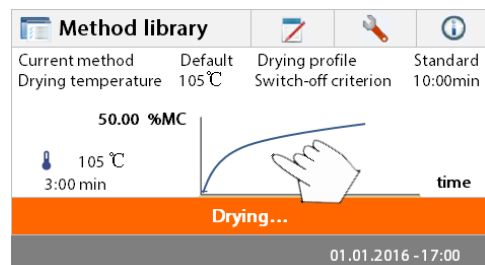 Method library
Current method Default Drying profile Standard
Drying temperature 105℃ Switch-off criterion 10:00min
50.00 %MC
105 ℃
3:00 min
time
Drying...
01.01.2016 -17:00